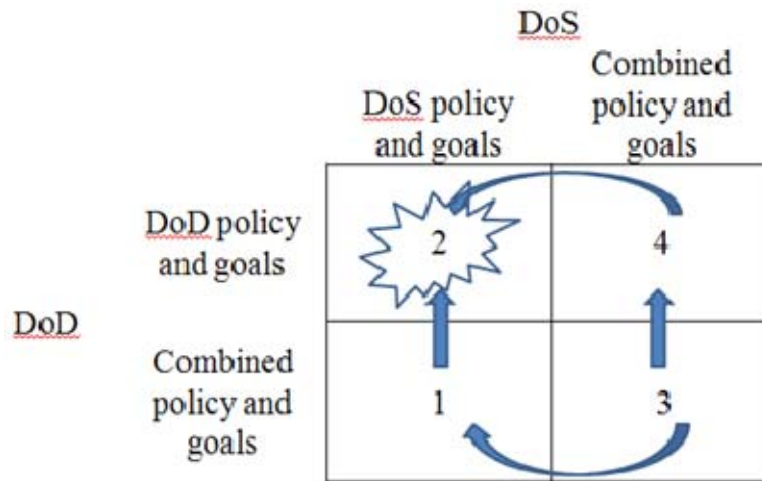 DoS
DoS policy
and goals
Combined
policy and
goals
DoD policy
and goals
2
4
DoD
Combined
policy and
goals
1
3